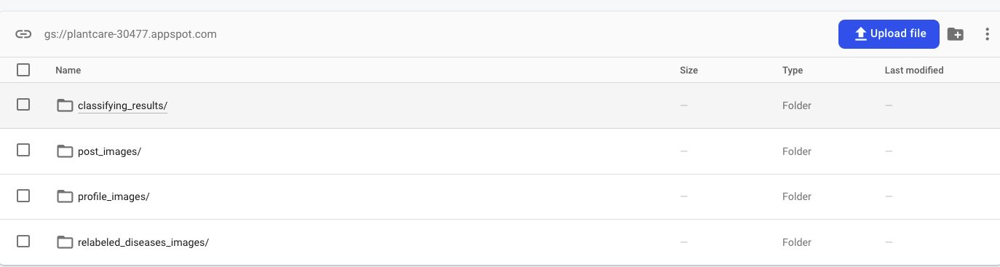 gs://plantcare-30477.appspot.com Upload file
Name Size Type Last modified
classifying_results/ — Folder —
post_images/ — Folder —
profile_images/ — Folder —
relabeled_diseases_images/ — Folder —